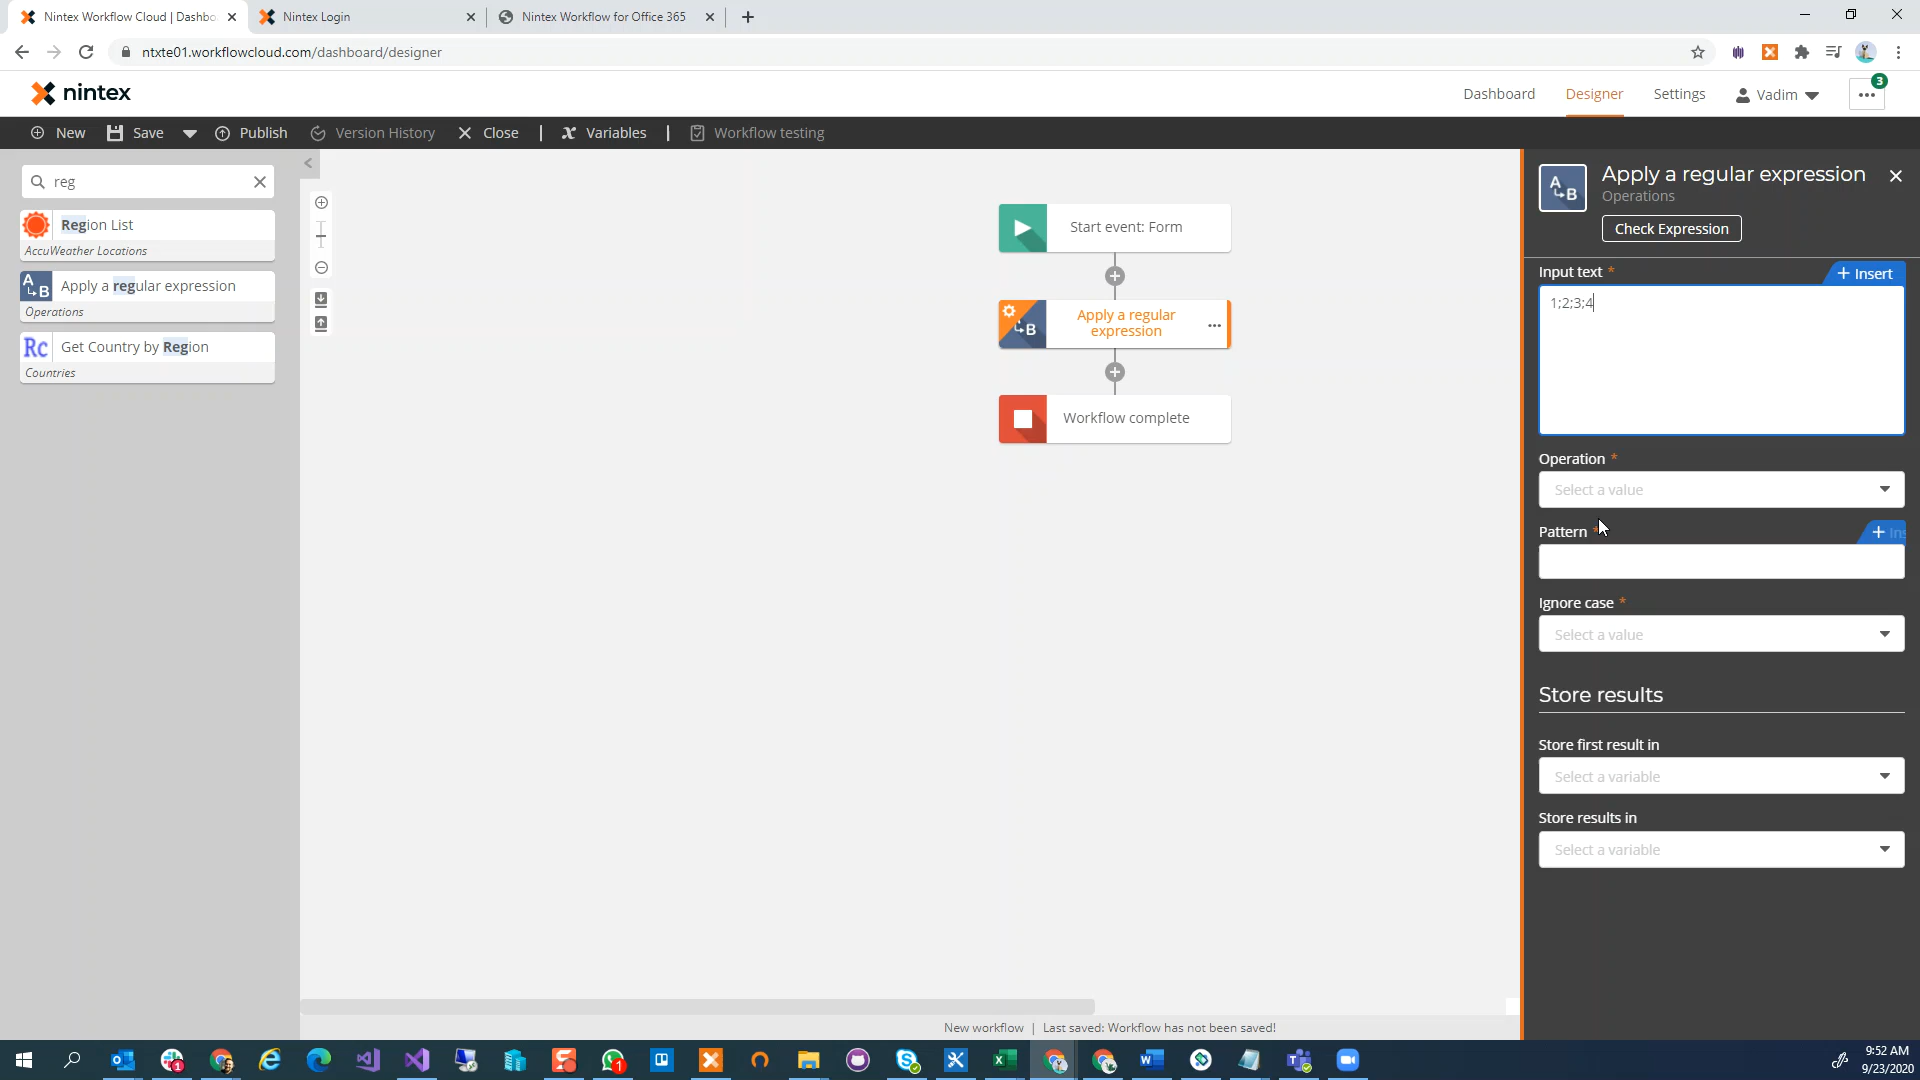 Nintex Workflow Cloud | Dashbo
Nintex Login
Nintex Workflow for Office 365
ntxte01.workflowcloud.com/dashboard/designer
nintex
Dashboard
Designer
Settings
Vadim
3
New
Save
Publish
Version History
Close
Variables
Workflow testing
reg
Region List
AccuWeather Locations
Apply a regular expression
Operations
Get Country by Region
Countries
Start event: Form
Apply a regular
expression
Workflow complete
New workflow | Last saved: Workflow has not been saved!
Apply a regular expression
Operations
Check Expression
Input text *
+ Insert
1;2;3;4
Operation *
Select a value
Pattern *
+ Ins
Ignore case *
Select a value
Store results
Store first result in
Select a variable
Store results in
Select a variable
9:52 AM
9/23/2020